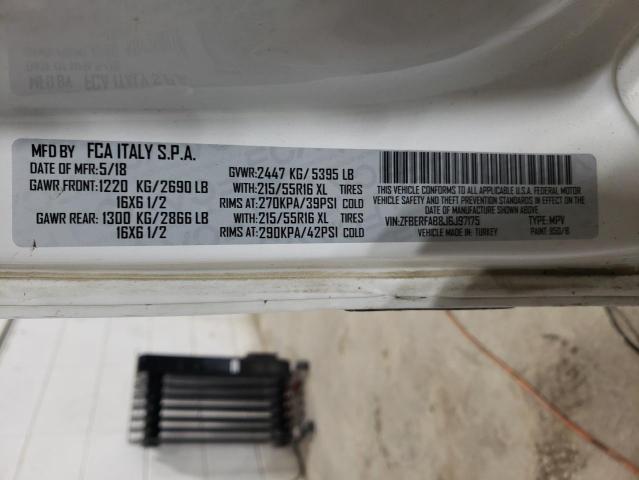 MFD BY FCA ITALY S.P.A.
DATE OF MFR:5/18 GVWR:2447 KG/5395 LB
GAWR FRONT:1220 KG/2690 LB WITH:215/55R16 XL TIRES
16X6 1/2 RIMS AT:270KPA/39PSI COLD
GAWR REAR:1300 KG/2866 LB WITH:215/55R16 XL TIRES
16X6 1/2 RIMS AT:290KPA/42PSI COLD
THIS VEHICLE CONFORMS TO ALL APPLICABLE U.S.A. FEDERAL MOTOR
VEHICLE SAFETY AND THEFT PREVENTION STANDARDS IN EFFECT ON THE
DATE OF MANUFACTURE SHOWN ABOVE.
VIN:ZFBERFAB8J6J97175 TYPE:MPV
VEHICLE MADE IN: TURKEY PAINT: